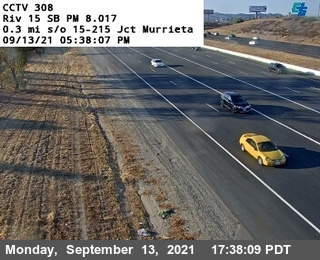 CCTV 308
Riv 15 SB PM 8.017
0.3 mi s/o 15-215 Jct Murrieta
09/13/21 05:38:07 PM
Monday, September 13, 2021 17:38:09 PDT